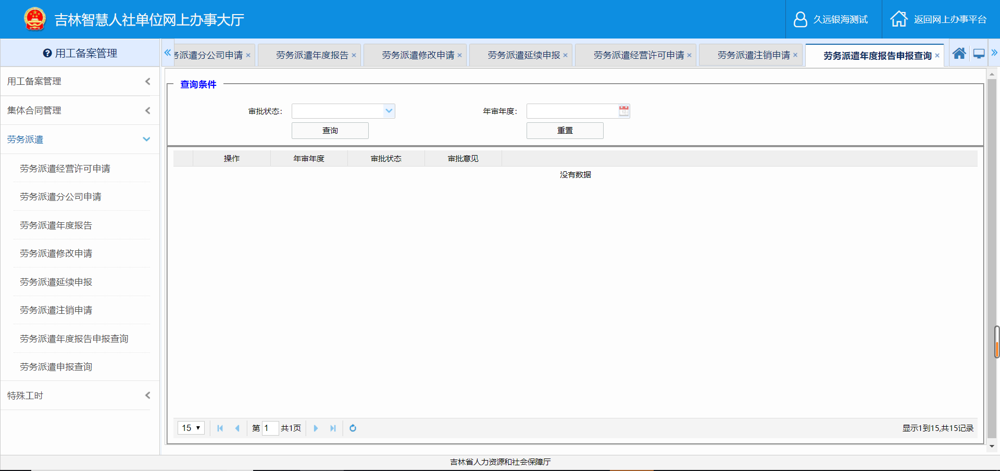 吉林智慧人社单位网上办事大厅
久远银海测试
返回网上办事平台
用工备案管理
务派遣分公司申请 ×
劳务派遣年度报告 ×
劳务派遣修改申请 ×
劳务派遣延续申报 ×
劳务派遣经营许可申请 ×
劳务派遣注销申请 ×
劳务派遣年度报告申报查询 ×
用工备案管理
集体合同管理
劳务派遣
劳务派遣经营许可申请
劳务派遣分公司申请
劳务派遣年度报告
劳务派遣修改申请
劳务派遣延续申报
劳务派遣注销申请
劳务派遣年度报告申报查询
劳务派遣申报查询
特殊工时
查询条件
审批状态：
年审年度：
查询
重置
操作 年审年度 审批状态 审批意见
没有数据
15 第 1 共1页
显示1到15,共15记录
吉林省人力资源和社会保障厅